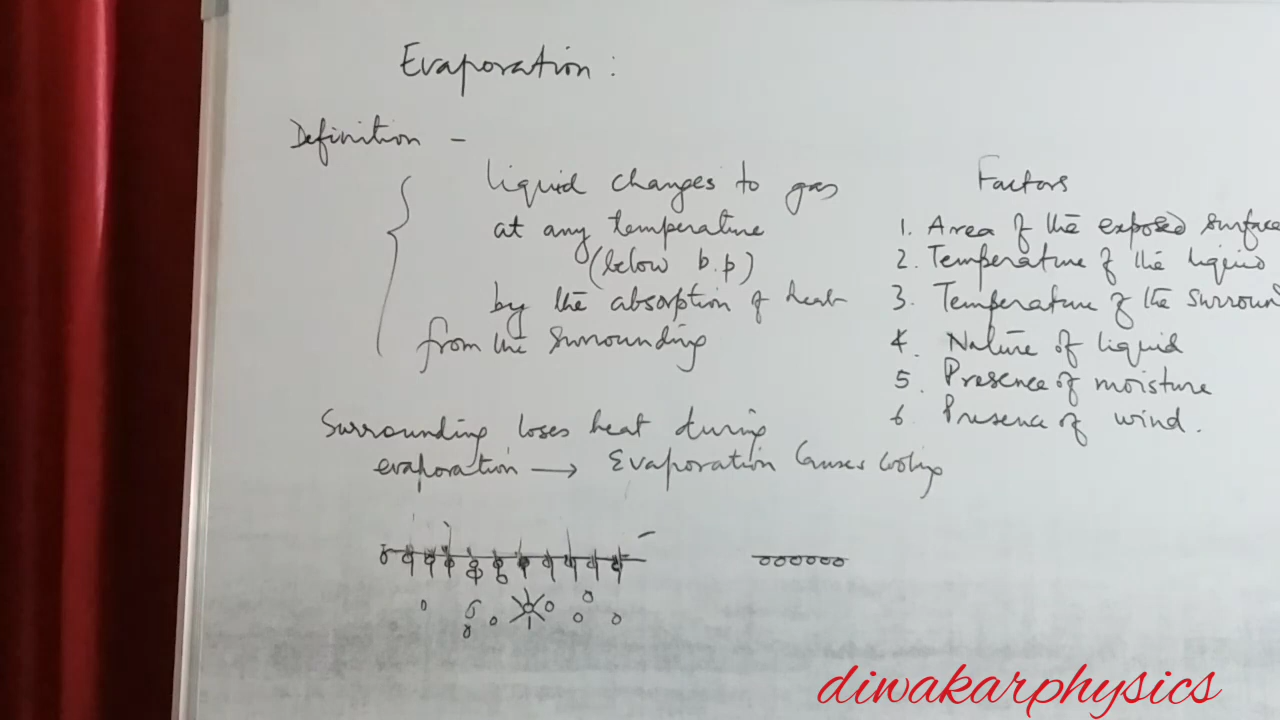 Evaporation :
Definition -
liquid changes to gas
at any temperature
(below b.p)
by the absorption of heat
from the surrounding
Factors
1. Area of the exposed surface
2. Temperature of the liquid
3. Temperature of the surroun
4. Nature of liquid
5. Presence of moisture
6 Presence of wind.
Surrounding loses heat during
evaporation → Evaporation Causes Cooling
diwakarphysics